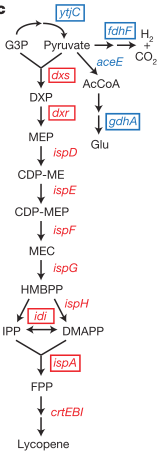 c
ytjC
G3P Pyruvate fdhF H2
+
CO2
aceE
dxs AcCoA
DXP
dxr gdhA
MEP Glu
ispD
CDP-ME
ispE
CDP-MEP
ispF
MEC
ispG
HMBPP
ispH
idi
IPP DMAPP
ispA
FPP
crtEBI
Lycopene